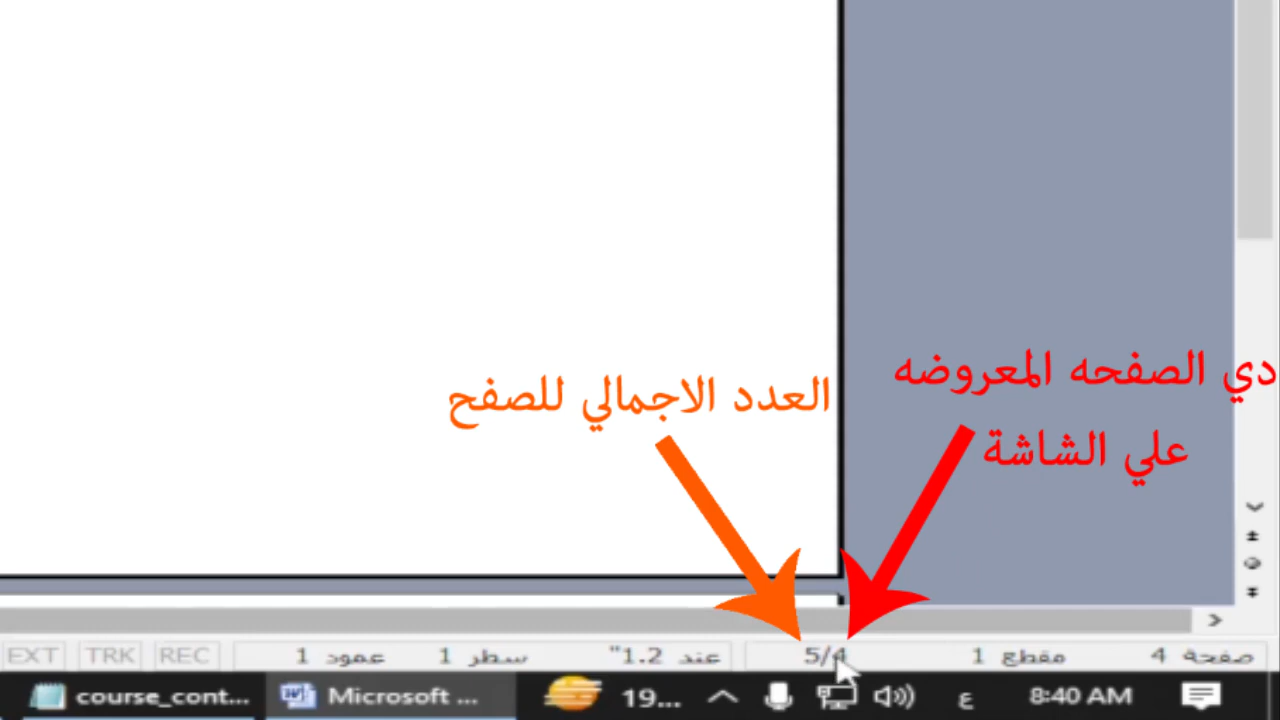 دي الصفحه المعروضه
علي الشاشة
العدد الاجمالي للصفح
صفحة 4 مقطع 1 5/4 عند 1.2" سطر 1 عمود 1 REC TRK EXT
course_cont... Microsoft ... 19... ع 8:40 AM